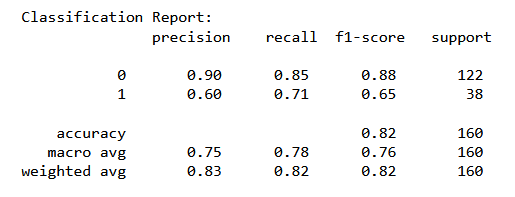 Classification Report:
precision recall f1-score support
0 0.90 0.85 0.88 122
1 0.60 0.71 0.65 38
accuracy 0.82 160
macro avg 0.75 0.78 0.76 160
weighted avg 0.83 0.82 0.82 160